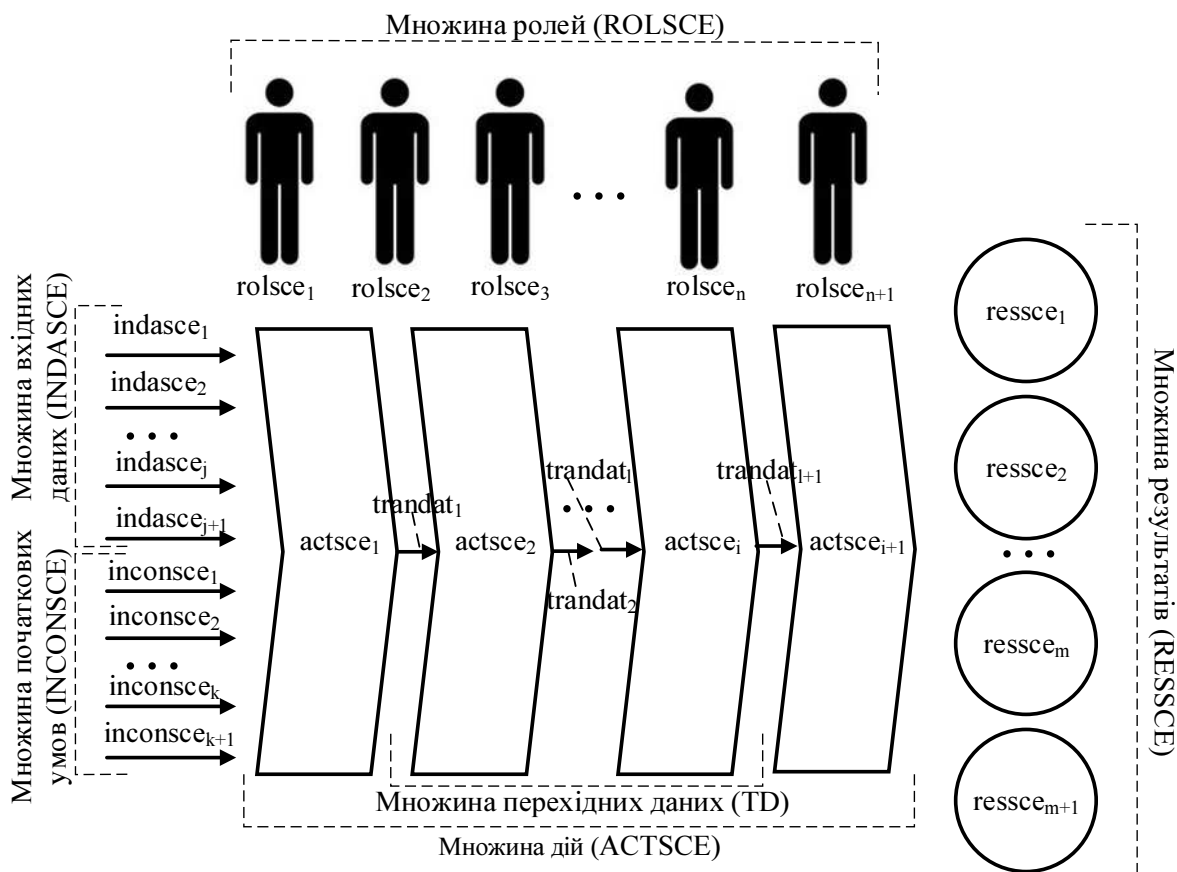 Множина ролей (ROLSCE)
rolsce1
rolsce2
rolsce3
rolscen
rolscen+1
Множина вхідних
даних (INDASCE)
indasce1
indasce2
indascej
indascej+1
Множина початкових
умов (INCONSCE)
inconsce1
inconsce2
inconscek
inconscek+1
actsce1
trandat1
actsce2
trandat2
trandatl
actscei
trandatl+1
actscei+1
ressce1
ressce2
resscem
resscem+1
Множина результатів (RESSCE)
Множина перехідних даних (TD)
Множина дій (ACTSCE)